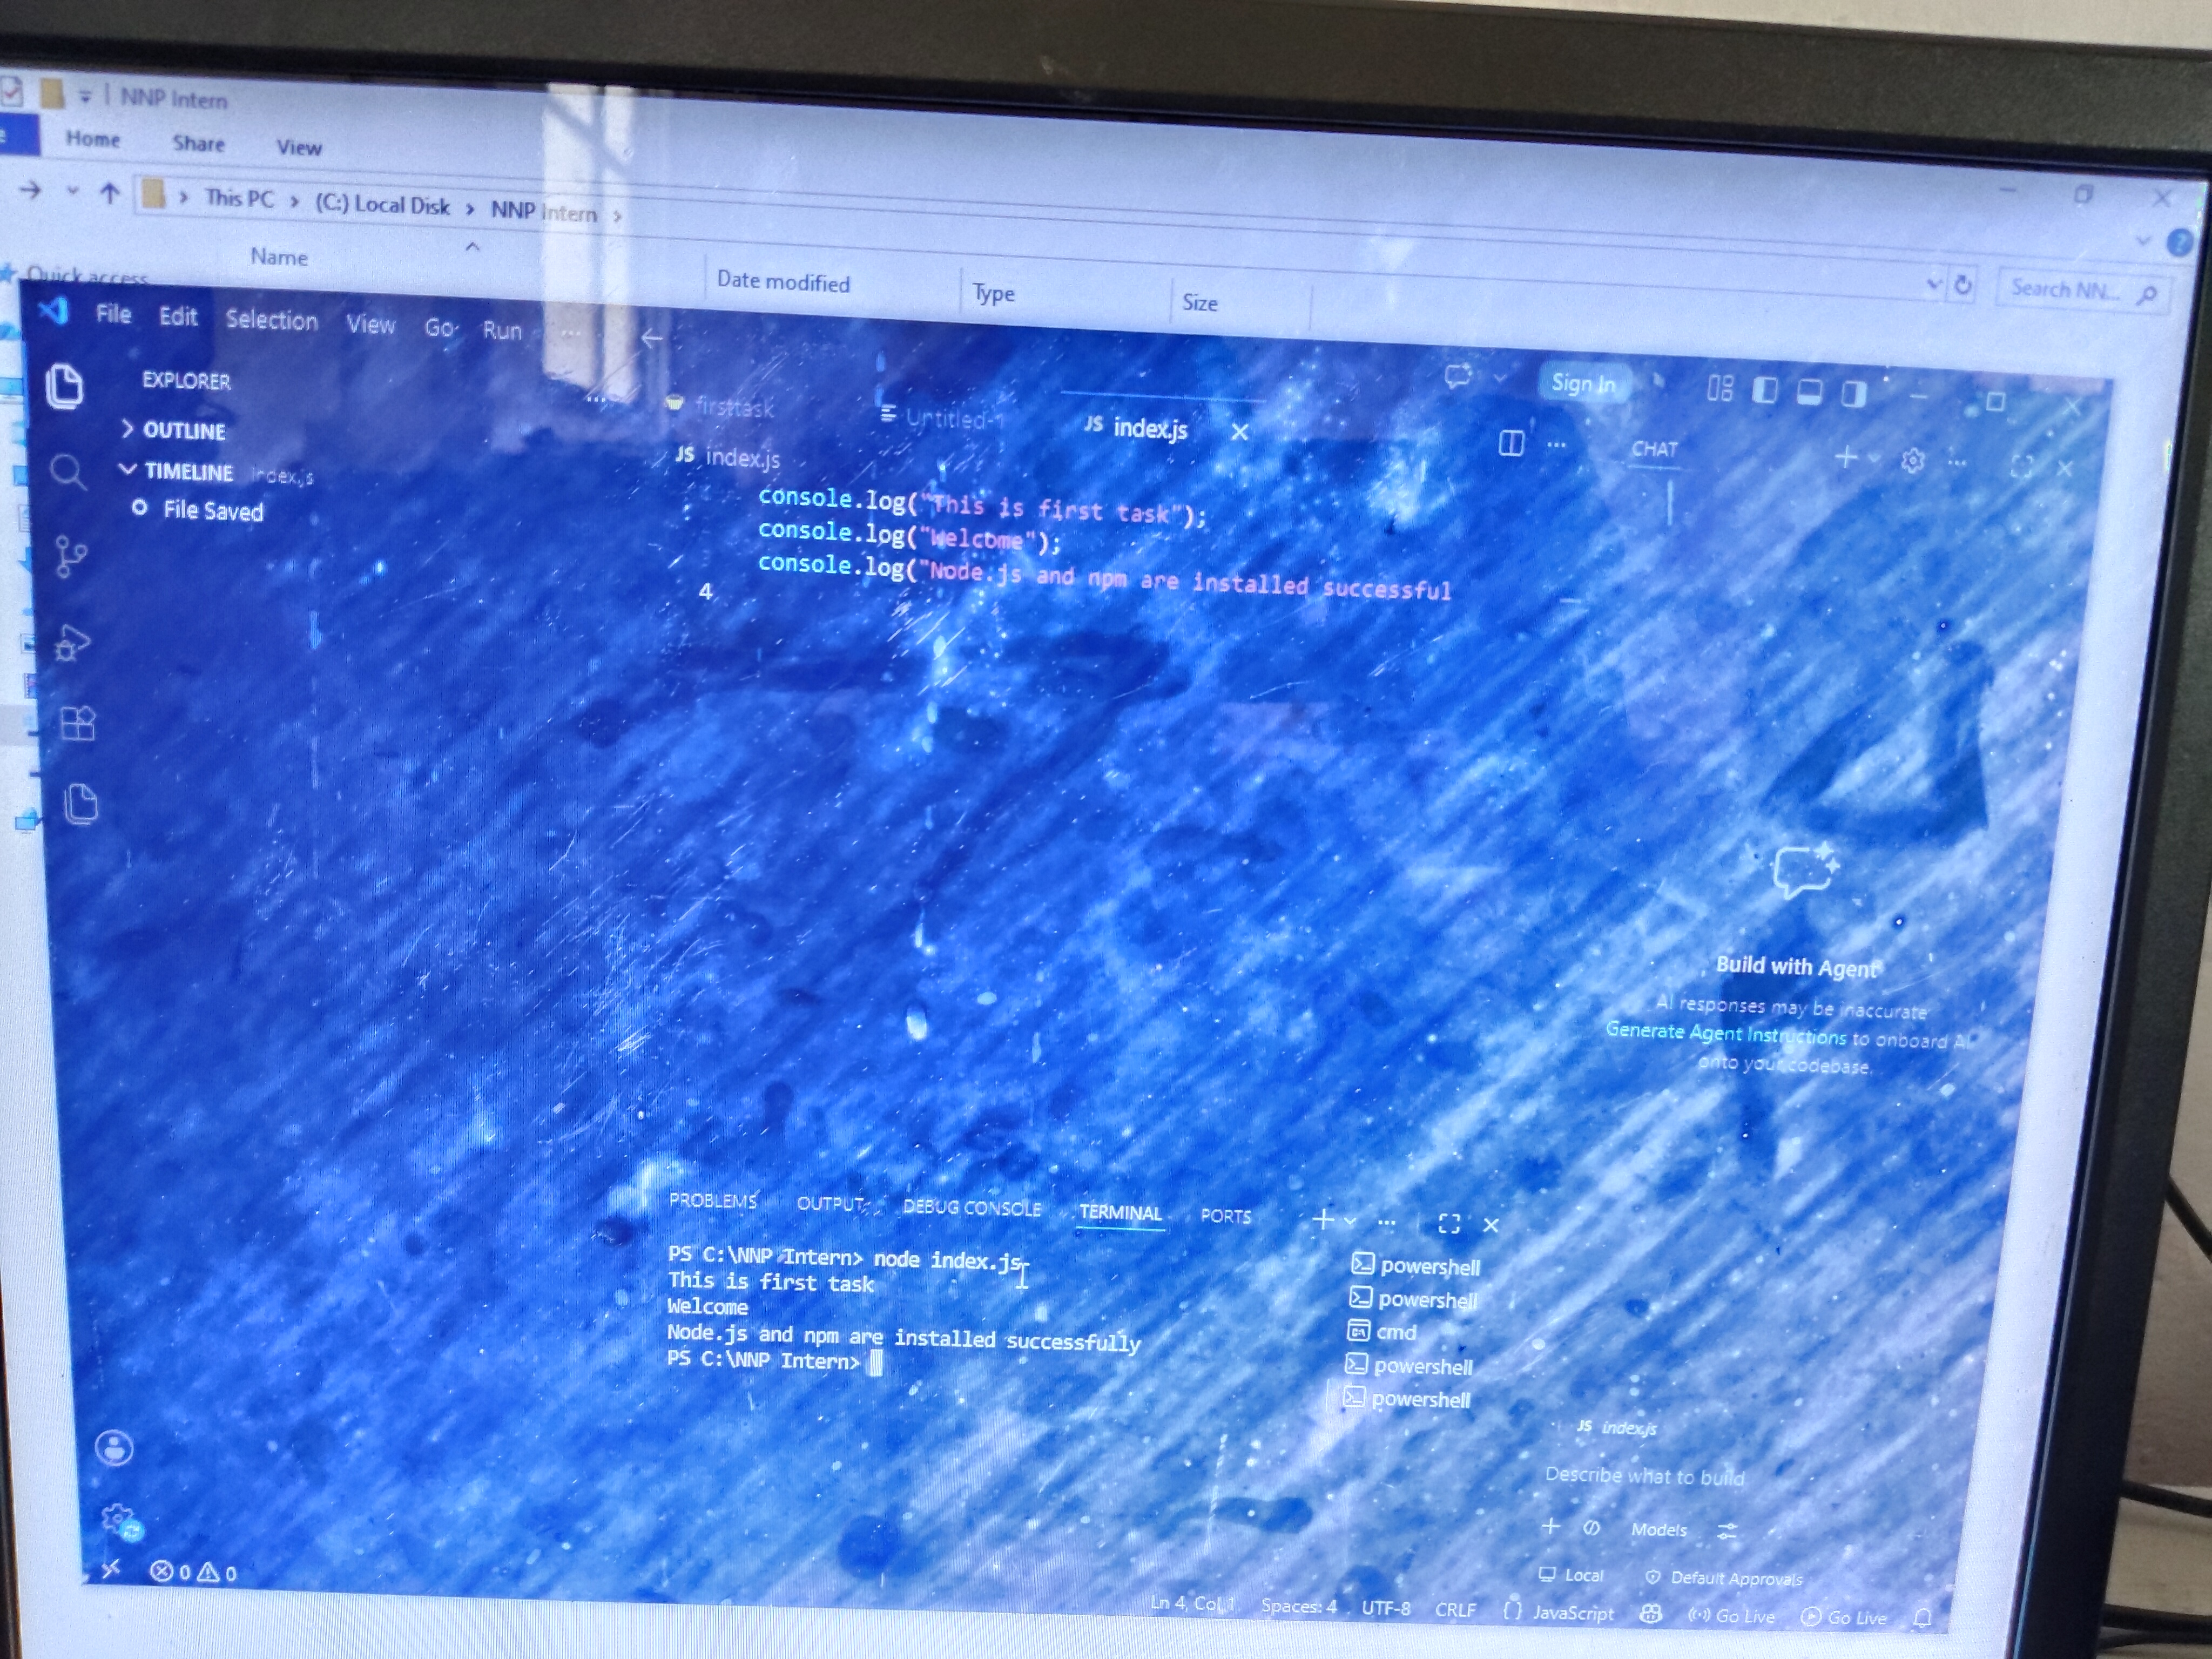 NNP Intern
Home Share View
This PC > (C:) Local Disk > NNP Intern >
Search NN...
Quick access
Name Date modified Type Size
File Edit Selection View Go Run ...
Sign In
EXPLORER
OUTLINE
TIMELINE index.js
File Saved
firsttask Untitled-1 JS index.js
JS index.js
console.log("This is first task");
console.log("Welcome");
console.log("Node.js and npm are installed successful
4
CHAT
Build with Agent
AI responses may be inaccurate
Generate Agent Instructions to onboard AI
onto your codebase.
PROBLEMS OUTPUT DEBUG CONSOLE TERMINAL PORTS
PS C:\NNP Intern> node index.js
This is first task
Welcome
Node.js and npm are installed successfully
PS C:\NNP Intern>
powershell
powershell
cmd
powershell
powershell
JS index.js
Describe what to build
Models
Local Default Approvals
0 0
Ln 4, Col 1 Spaces: 4 UTF-8 CRLF { } JavaScript Go Live Go Live